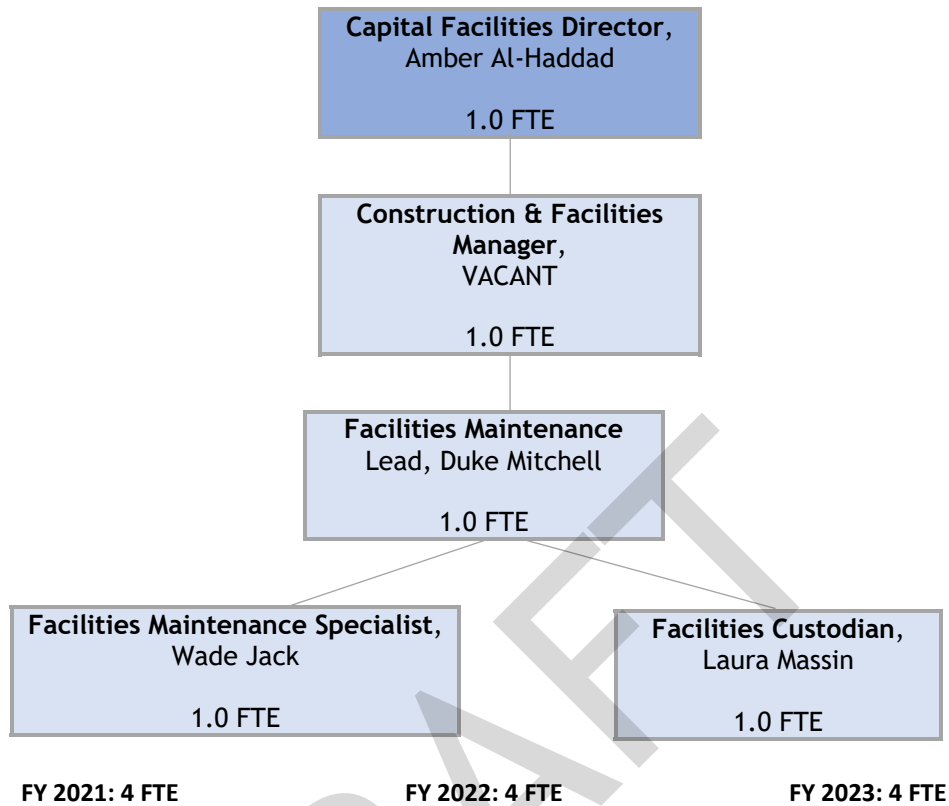 Capital Facilities Director,
Amber Al-Haddad
1.0 FTE
Construction & Facilities
Manager,
VACANT
1.0 FTE
Facilities Maintenance
Lead, Duke Mitchell
1.0 FTE
Facilities Maintenance Specialist,
Wade Jack
1.0 FTE
Facilities Custodian,
Laura Massin
1.0 FTE
FY 2021: 4 FTE
FY 2022: 4 FTE
FY 2023: 4 FTE
DRAFT